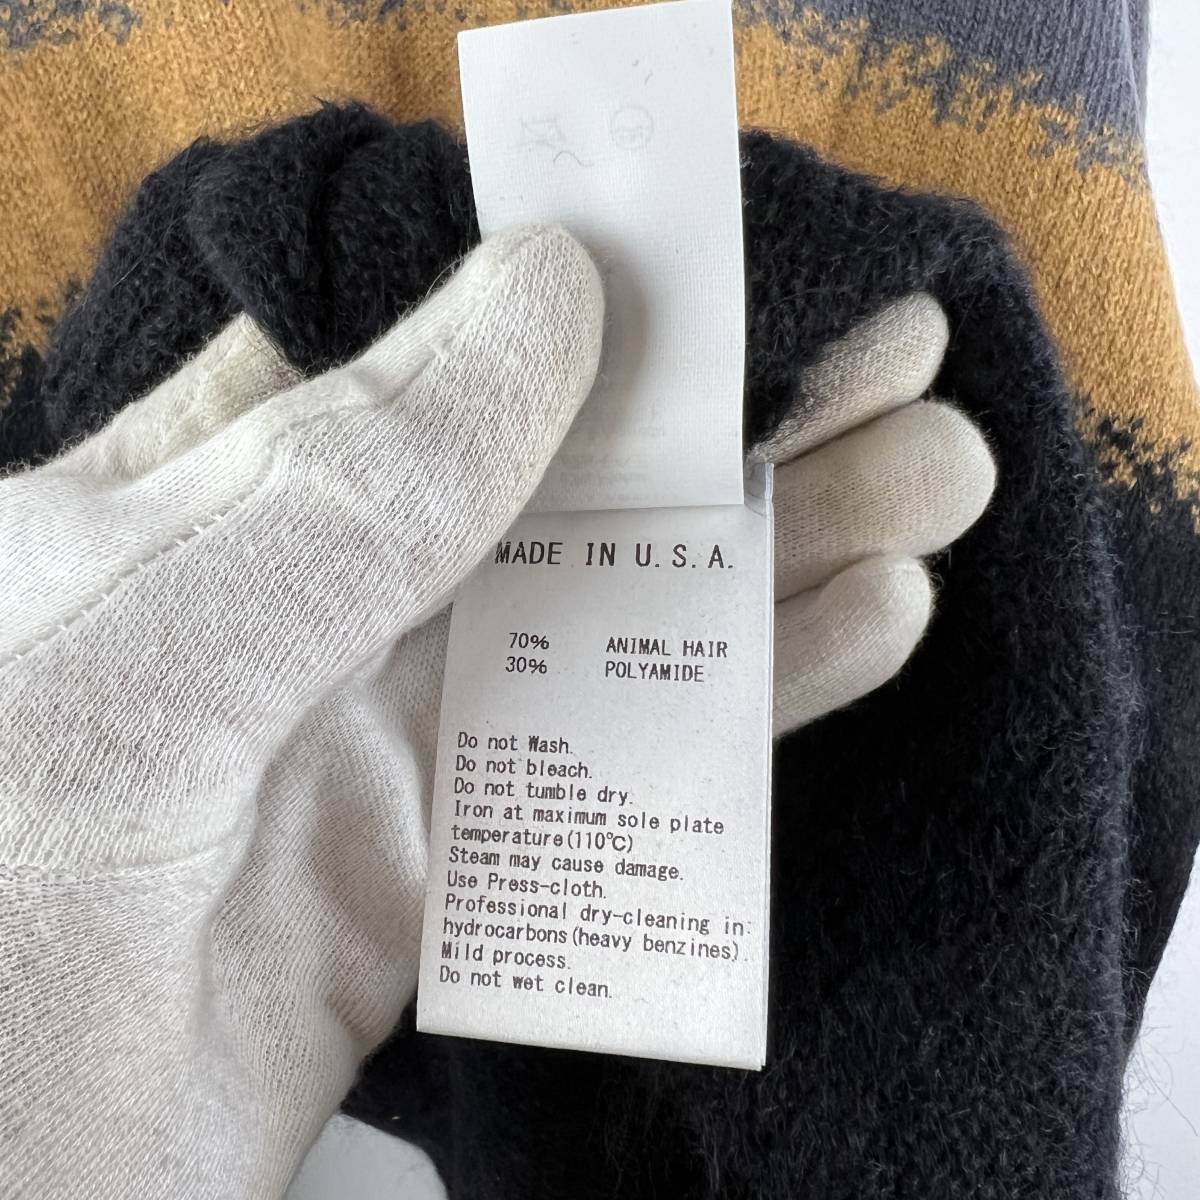 MADE IN U.S.A.
70% ANIMAL HAIR
30% POLYAMIDE
Do not Wash.
Do not bleach.
Do not tumble dry.
Iron at maximum sole plate
temperature(110℃)
Steam may cause damage.
Use Press-cloth.
Professional dry-cleaning in:
hydrocarbons(heavy benzines).
Mild process.
Do not wet clean.